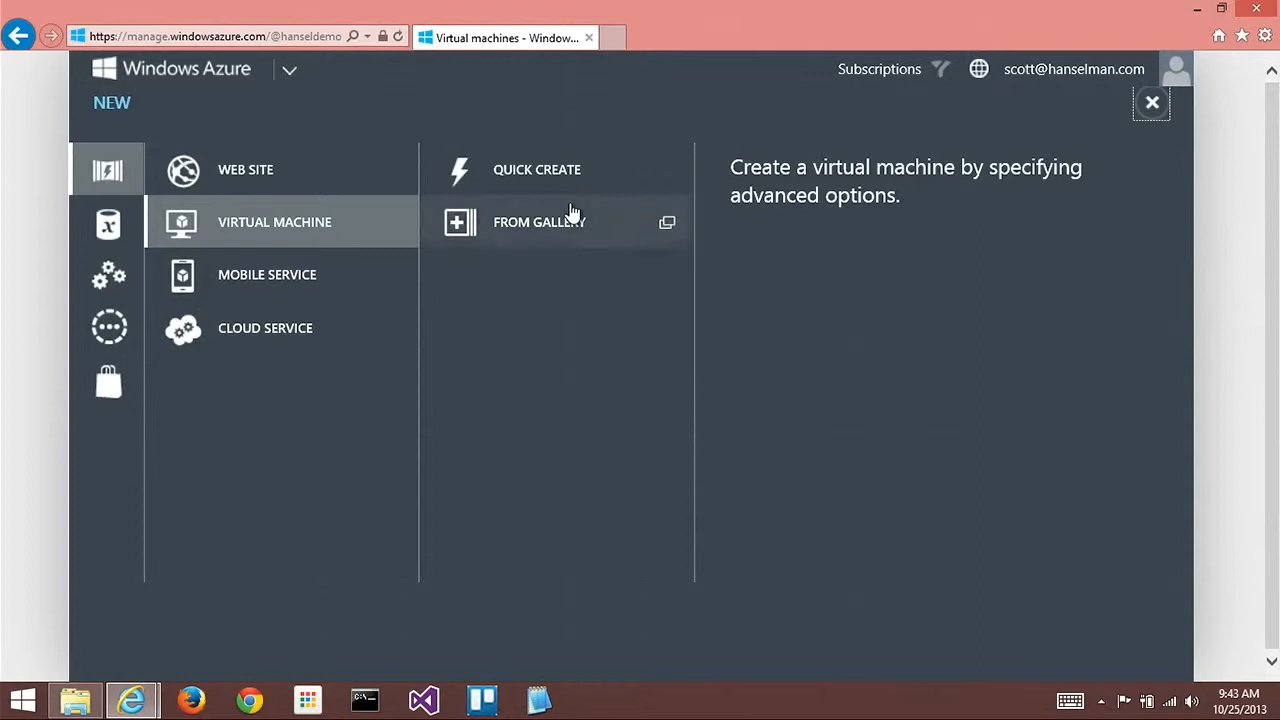 https://manage.windowsazure.com/@hanseldemo
Virtual machines - Window...
Windows Azure
Subscriptions
scott@hanselman.com
NEW
WEB SITE
VIRTUAL MACHINE
MOBILE SERVICE
CLOUD SERVICE
QUICK CREATE
FROM GALLERY
Create a virtual machine by specifying
advanced options.
9:43 AM
10/25/2013